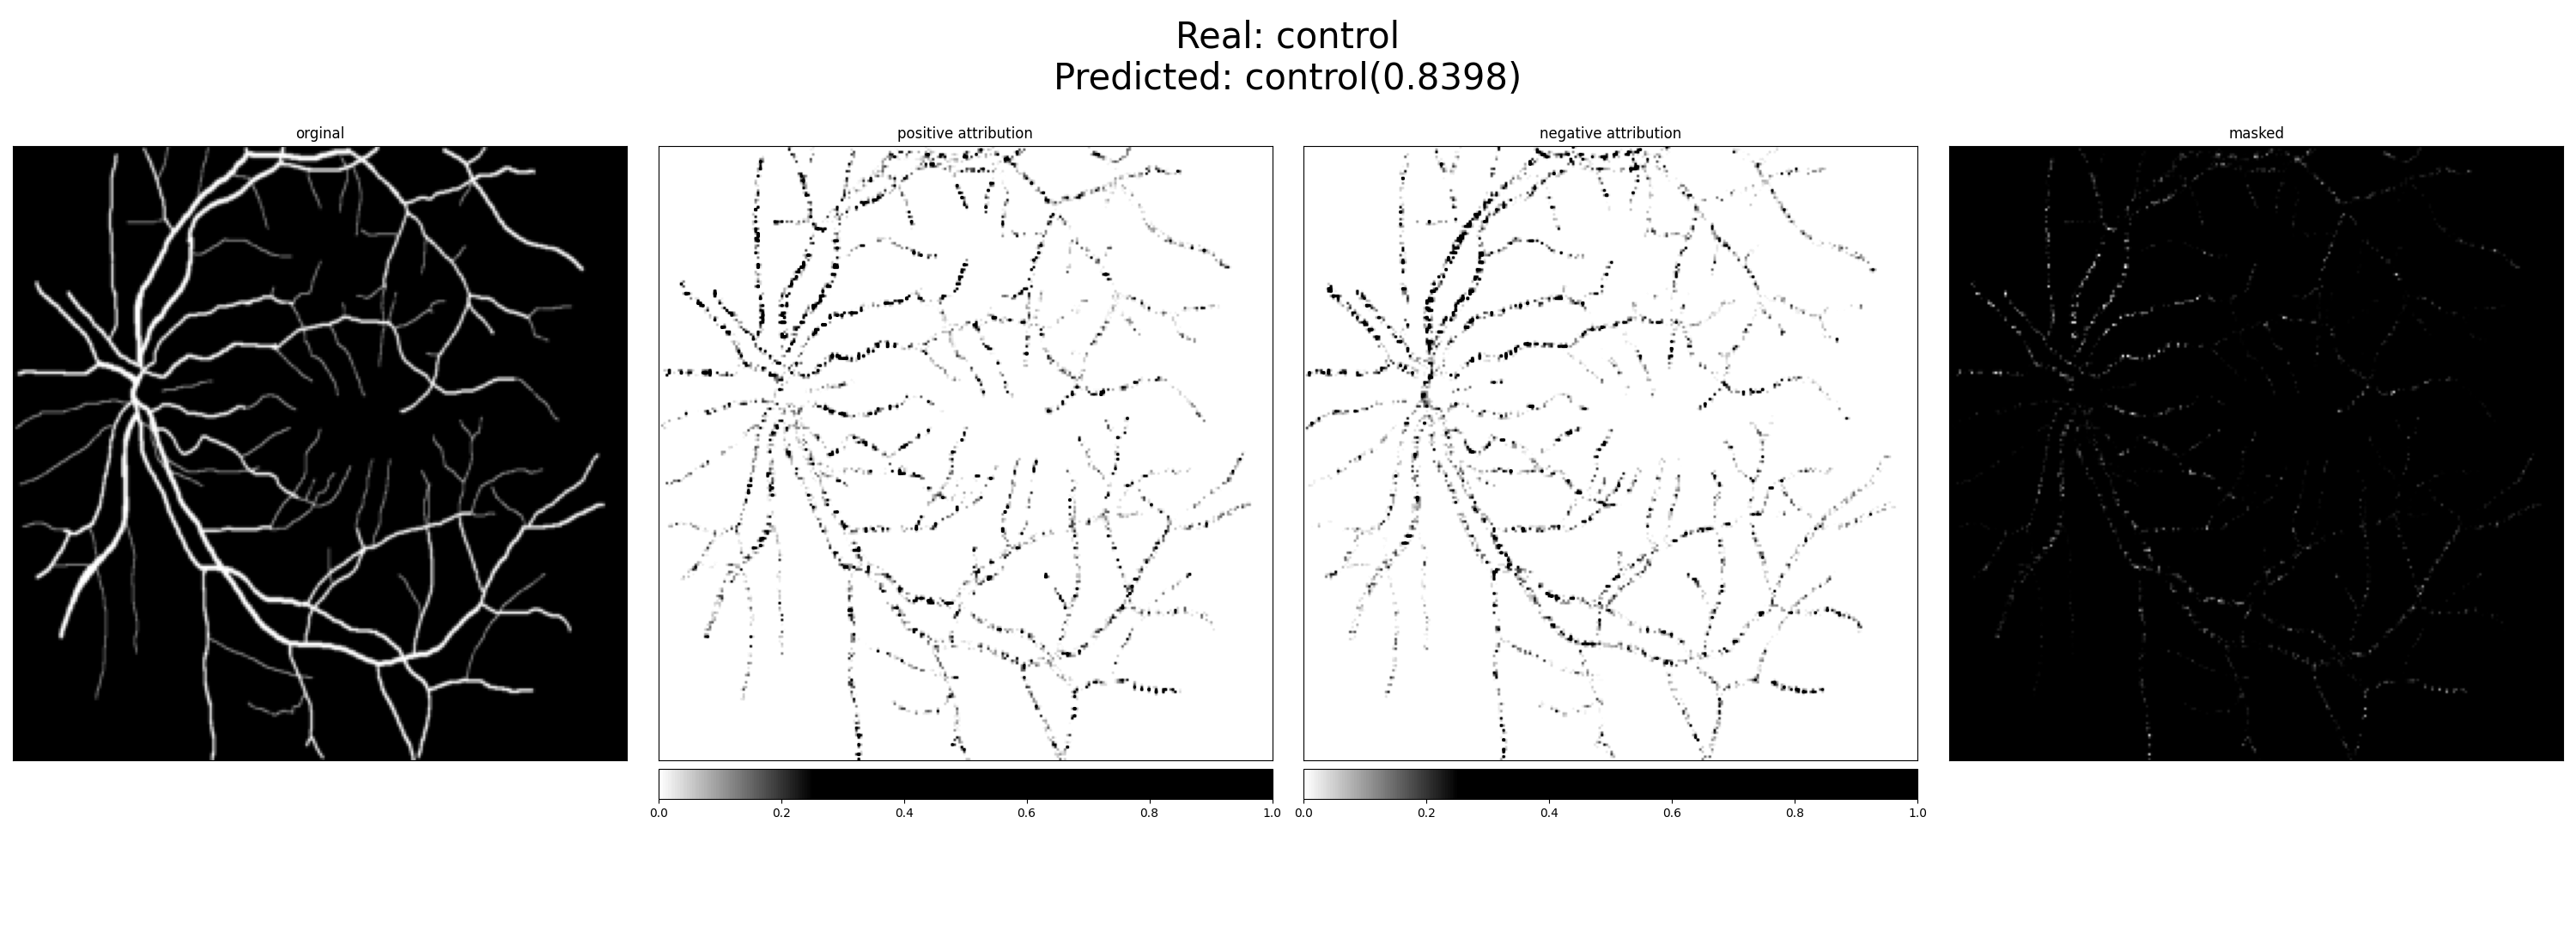 Real: control
Predicted: control(0.8398)
orginal
positive attribution
negative attribution
masked
0.0 0.2 0.4 0.6 0.8 1.0
0.0 0.2 0.4 0.6 0.8 1.0